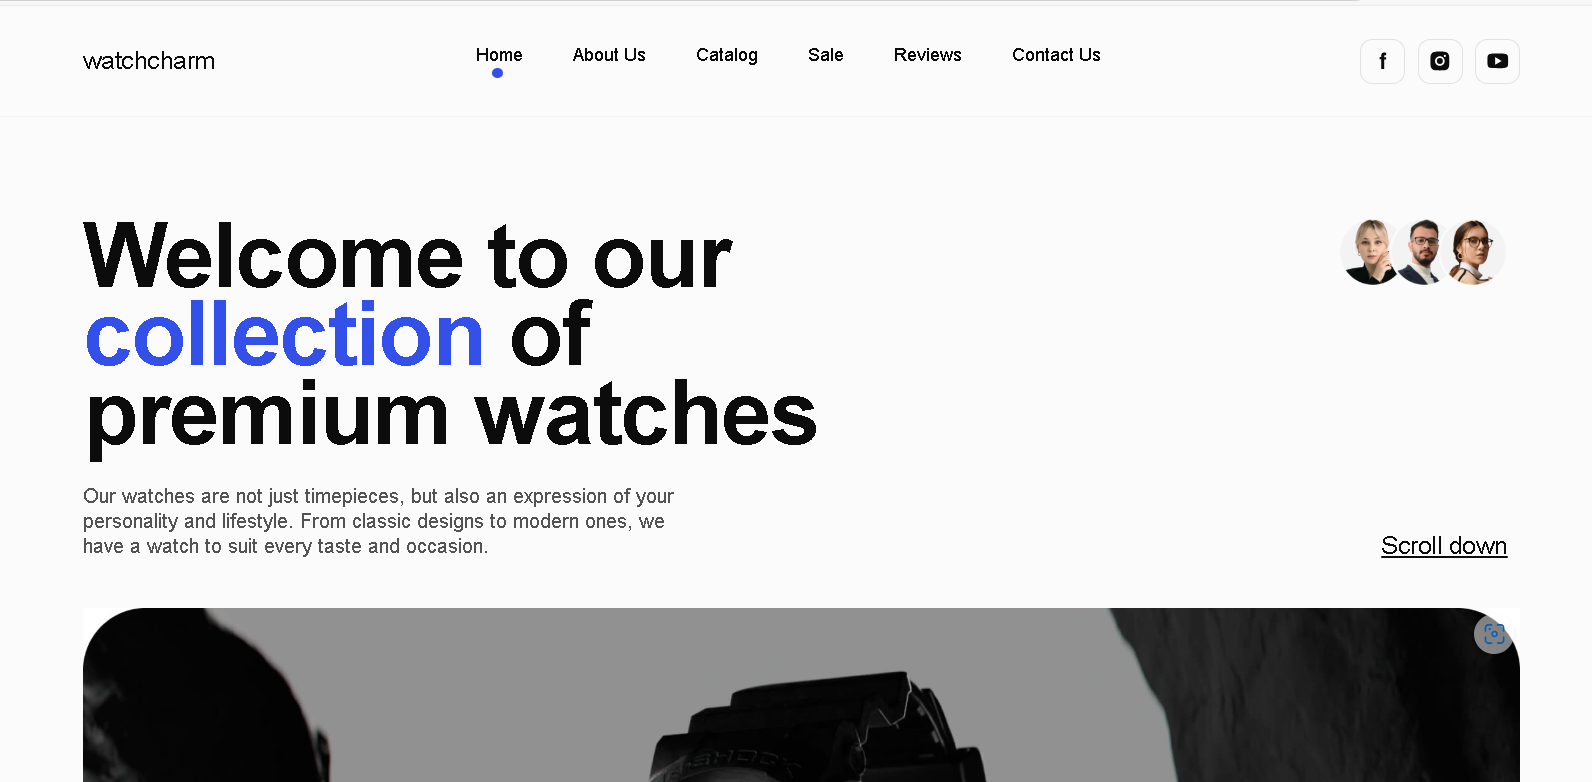 watchcharm
Home
About Us
Catalog
Sale
Reviews
Contact Us
f
Welcome to our
collection of
premium watches
Our watches are not just timepieces, but also an expression of your
personality and lifestyle. From classic designs to modern ones, we
have a watch to suit every taste and occasion.
Scroll down